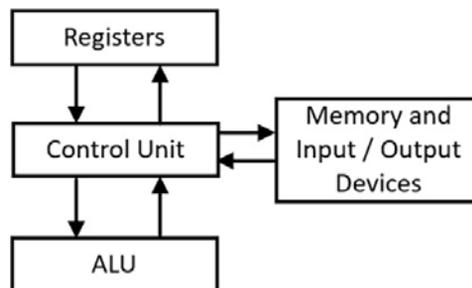 Registers
Control Unit
Memory and
Input / Output
Devices
ALU